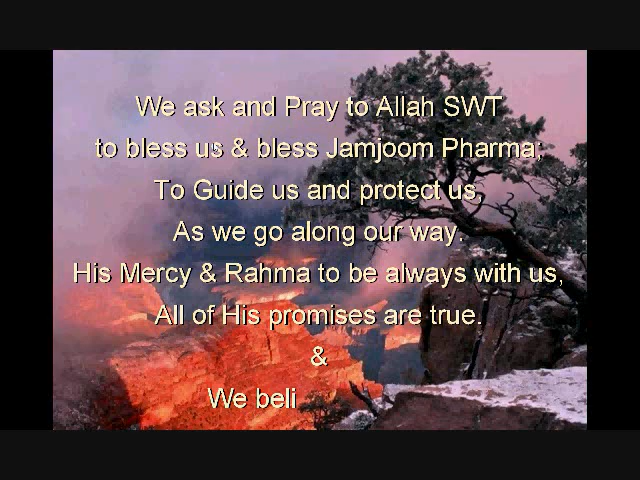 We ask and Pray to Allah SWT
to bless us & bless Jamjoom Pharma;
To Guide us and protect us,
As we go along our way.
His Mercy & Rahma to be always with us,
All of His promises are true.
&
We beli